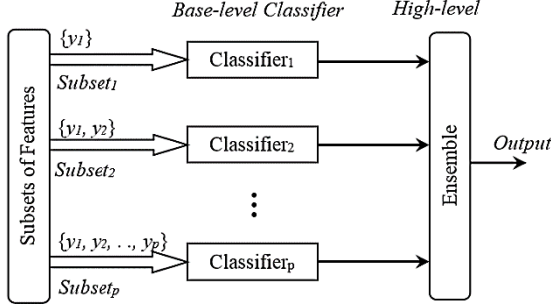 Base-level Classifier
High-level
Subsets of Features
{y1}
Subset1
Classifier1
{y1, y2}
Subset2
Classifier2
{y1, y2, . ., yp}
Subsetp
Classifierp
Ensemble
Output